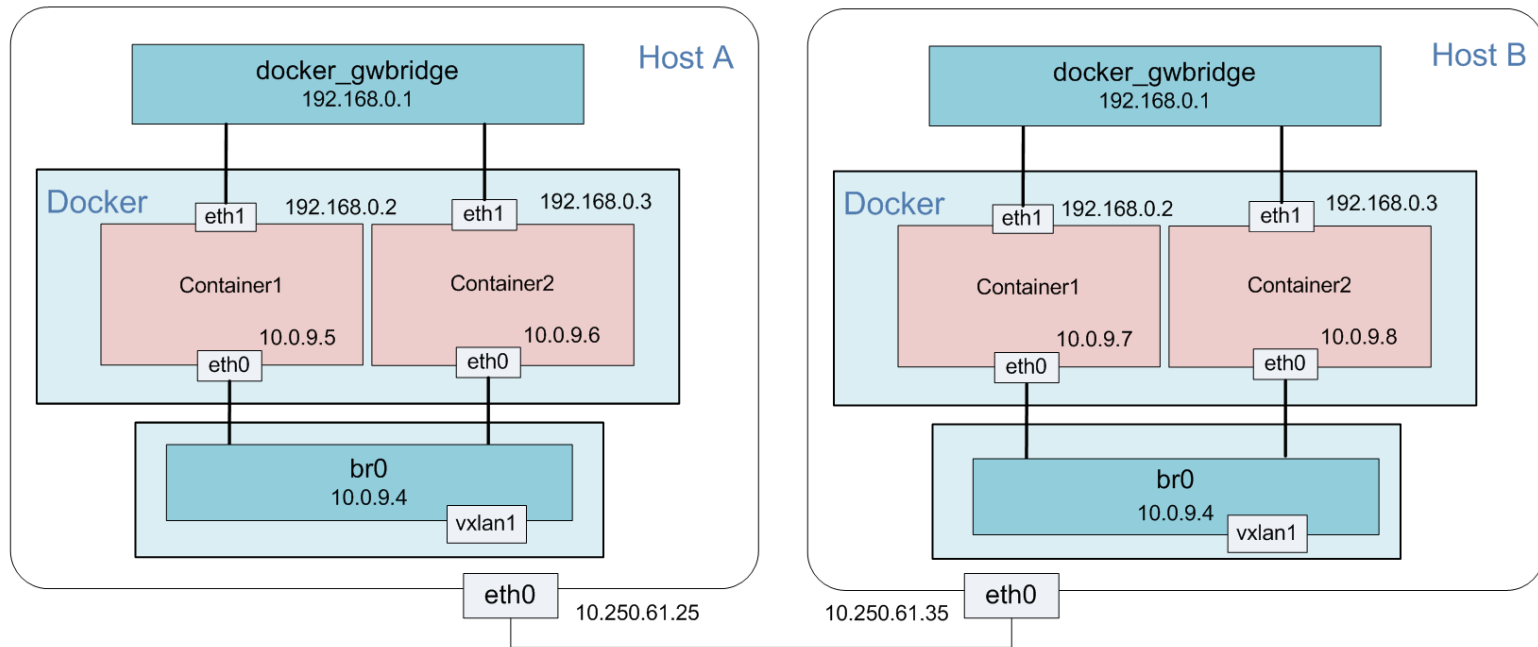 Host A
docker_gwbridge
192.168.0.1
Docker
eth1
192.168.0.2
eth1
192.168.0.3
Container1
Container2
10.0.9.5
10.0.9.6
eth0
eth0
br0
10.0.9.4
vxlan1
eth0
10.250.61.25
Host B
docker_gwbridge
192.168.0.1
Docker
eth1
192.168.0.2
eth1
192.168.0.3
Container1
Container2
10.0.9.7
10.0.9.8
eth0
eth0
br0
10.0.9.4
vxlan1
10.250.61.35
eth0